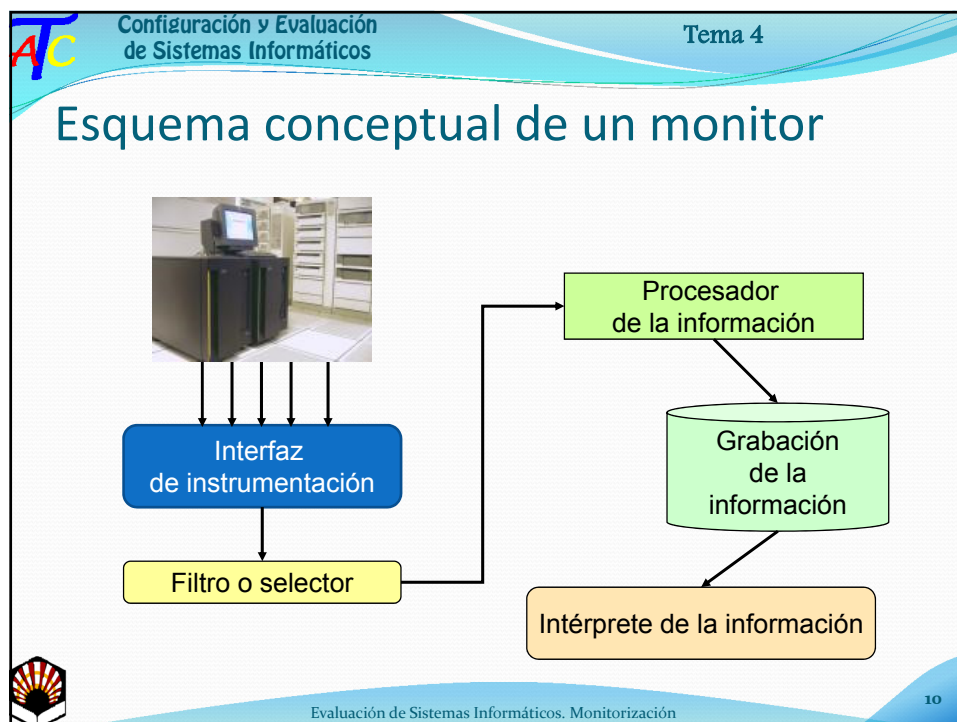 ATC
Configuración y Evaluación
de Sistemas Informáticos
Tema 4
Esquema conceptual de un monitor
Interfaz
de instrumentación
Filtro o selector
Procesador
de la información
Grabación
de la
información
Intérprete de la información
Evaluación de Sistemas Informáticos. Monitorización
10